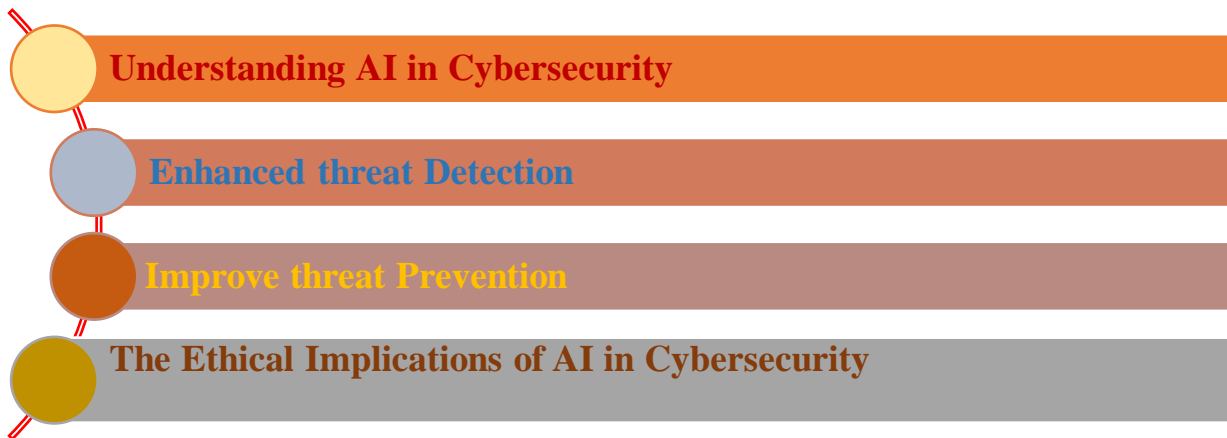 Understanding AI in Cybersecurity
Enhanced threat Detection
Improve threat Prevention
The Ethical Implications of AI in Cybersecurity